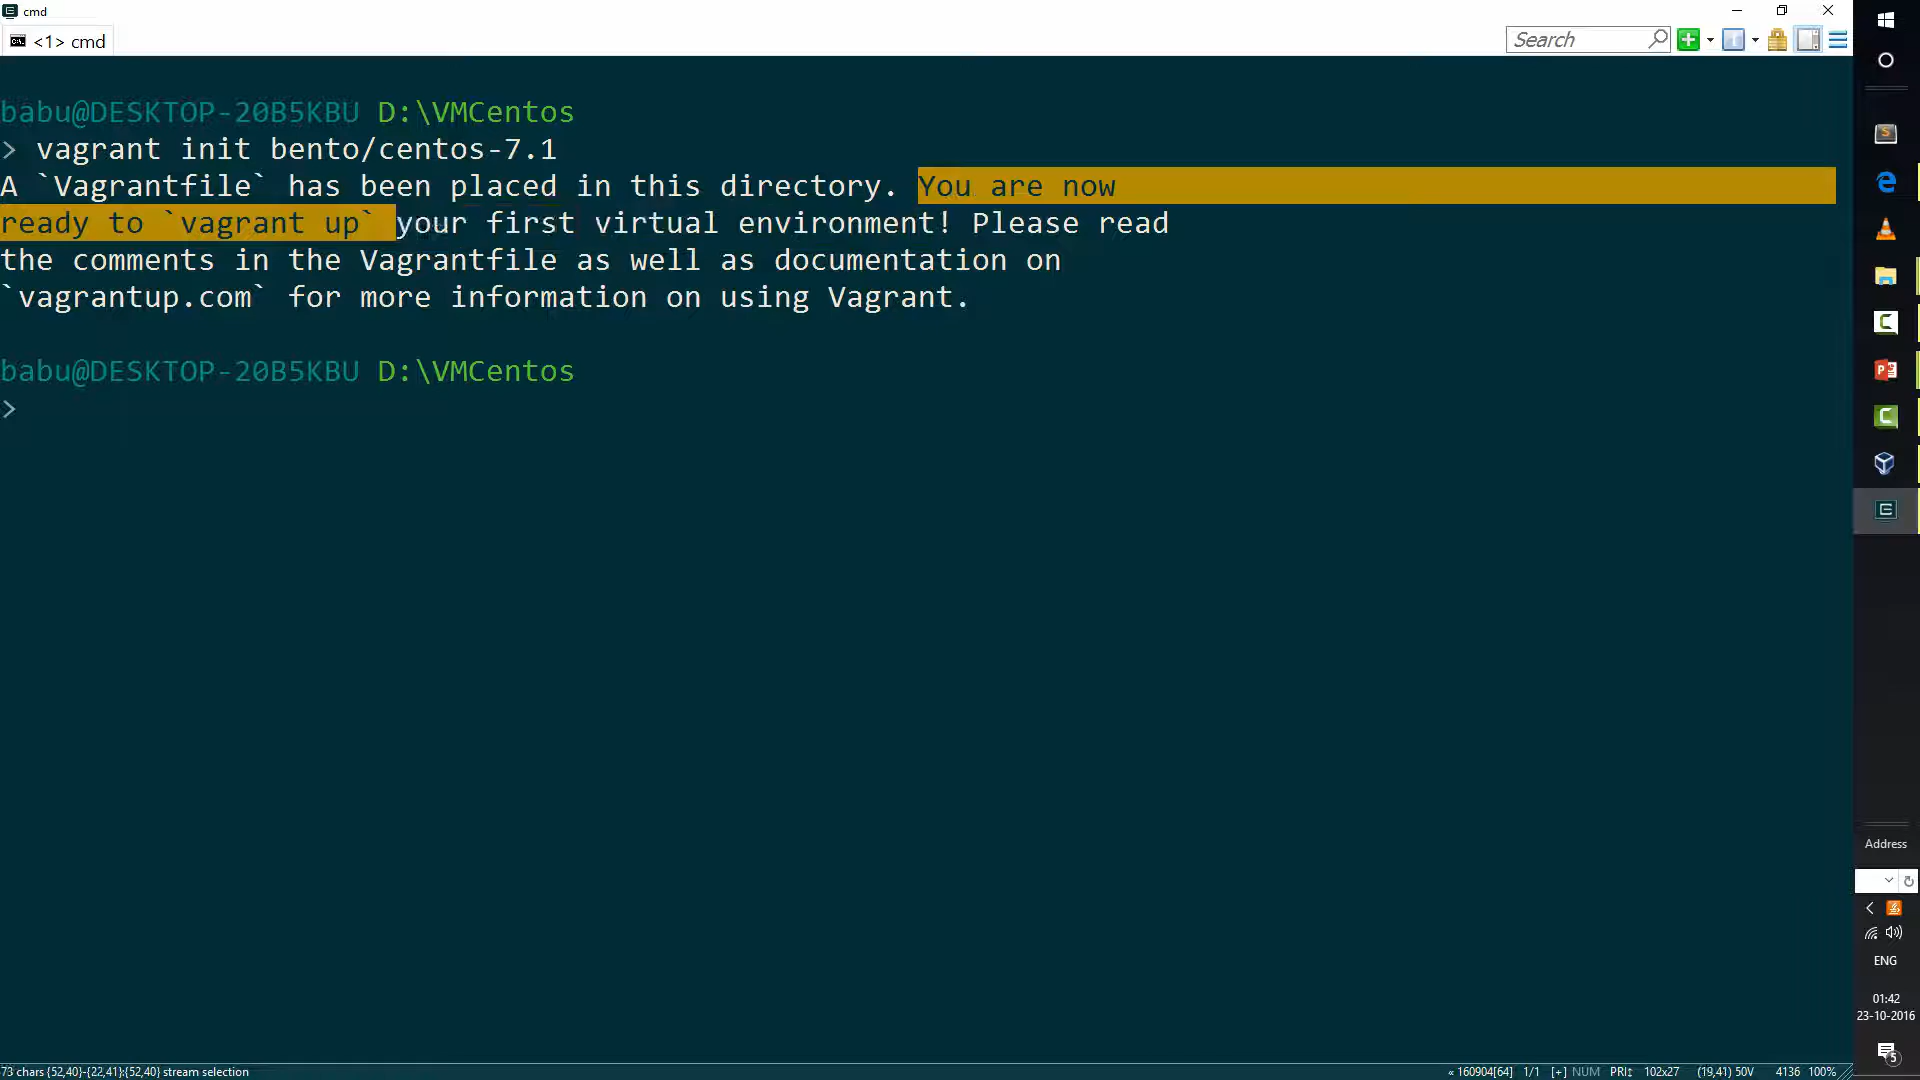 cmd
<1> cmd
Search
babu@DESKTOP-20B5KBU D:\VMCentos
> vagrant init bento/centos-7.1
A `Vagrantfile` has been placed in this directory. You are now
ready to `vagrant up` your first virtual environment! Please read
the comments in the Vagrantfile as well as documentation on
`vagrantup.com` for more information on using Vagrant.
babu@DESKTOP-20B5KBU D:\VMCentos
>
Address
ENG
01:42
23-10-2016
5
73 chars {52,40}-{22,41}:{52,40} stream selection
« 160904[64] 1/1 [+] NUM PRI↕ 102x27 (19,41) 50V 4136 100%